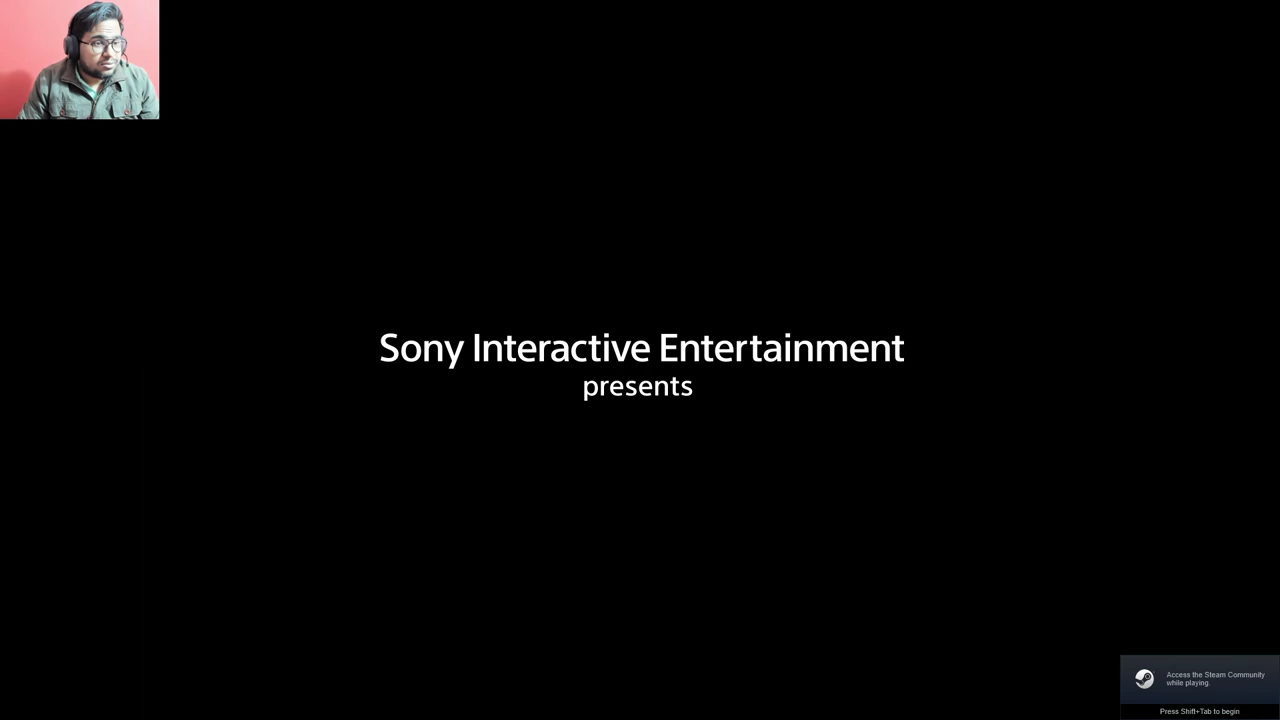 Sony Interactive Entertainment
presents
Access the Steam Community
while playing.
Press Shift+Tab to begin